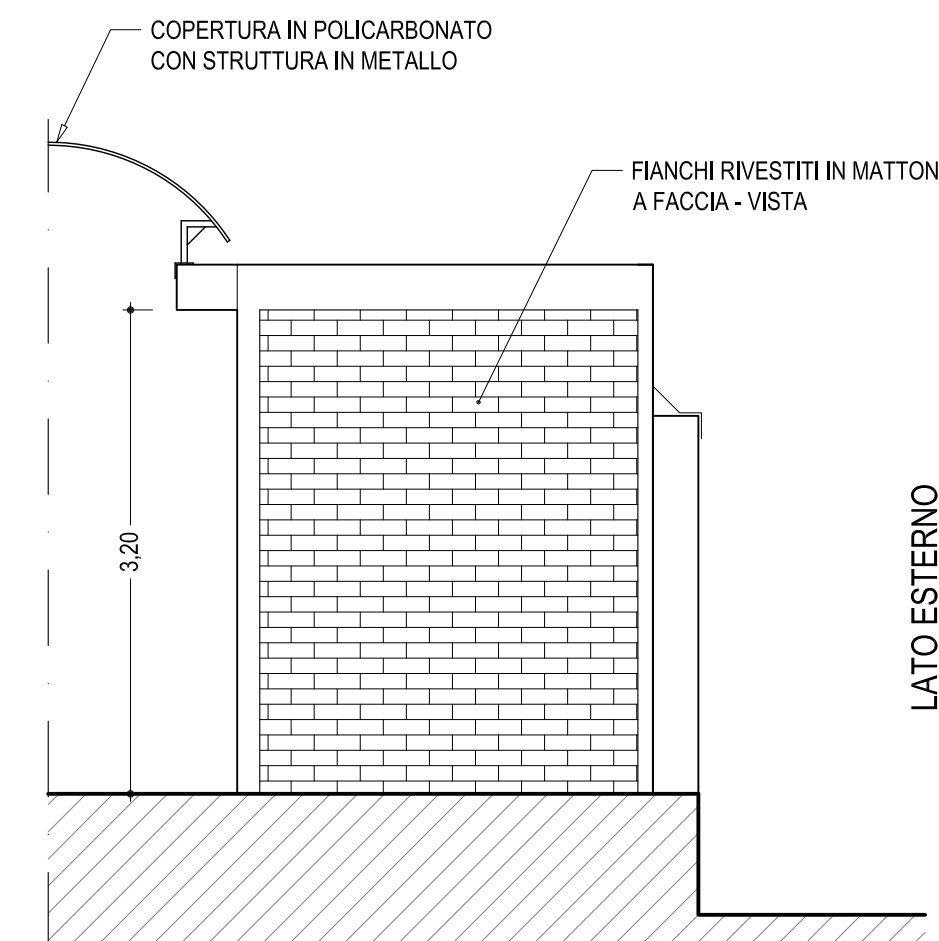 COPERTURA IN POLICARBONATO
CON STRUTTURA IN METALLO
FIANCHI RIVESTITI IN MATTON
A FACCIA - VISTA
3,20
LATO ESTERNO